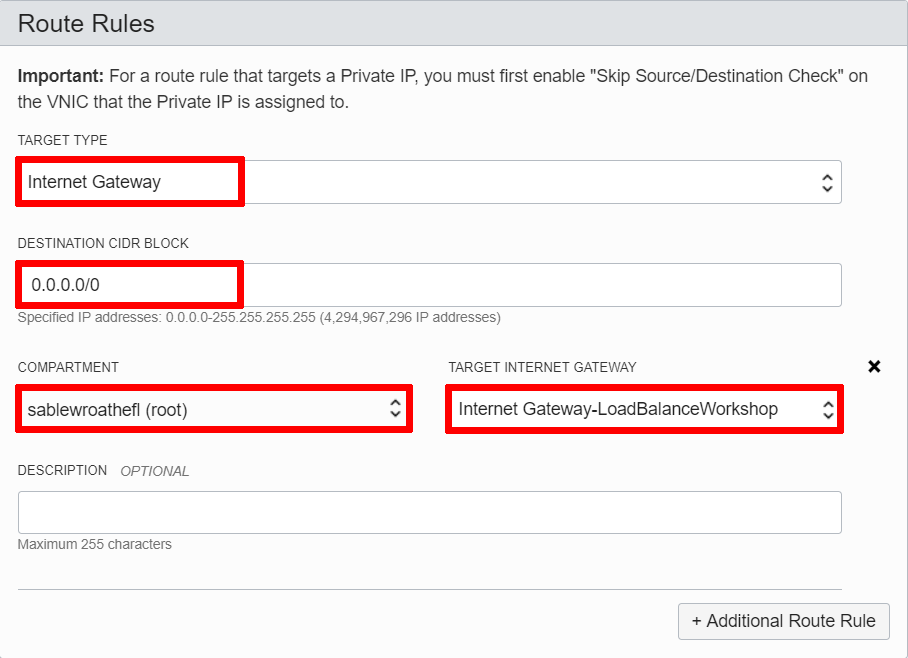 Route Rules
Important: For a route rule that targets a Private IP, you must first enable "Skip Source/Destination Check" on
the VNIC that the Private IP is assigned to.
TARGET TYPE
Internet Gateway
DESTINATION CIDR BLOCK
0.0.0.0/0
Specified IP addresses: 0.0.0.0-255.255.255.255 (4,294,967,296 IP addresses)
COMPARTMENT
TARGET INTERNET GATEWAY
sablewroathefl (root)
Internet Gateway-LoadBalanceWorkshop
DESCRIPTION OPTIONAL
Maximum 255 characters
+ Additional Route Rule